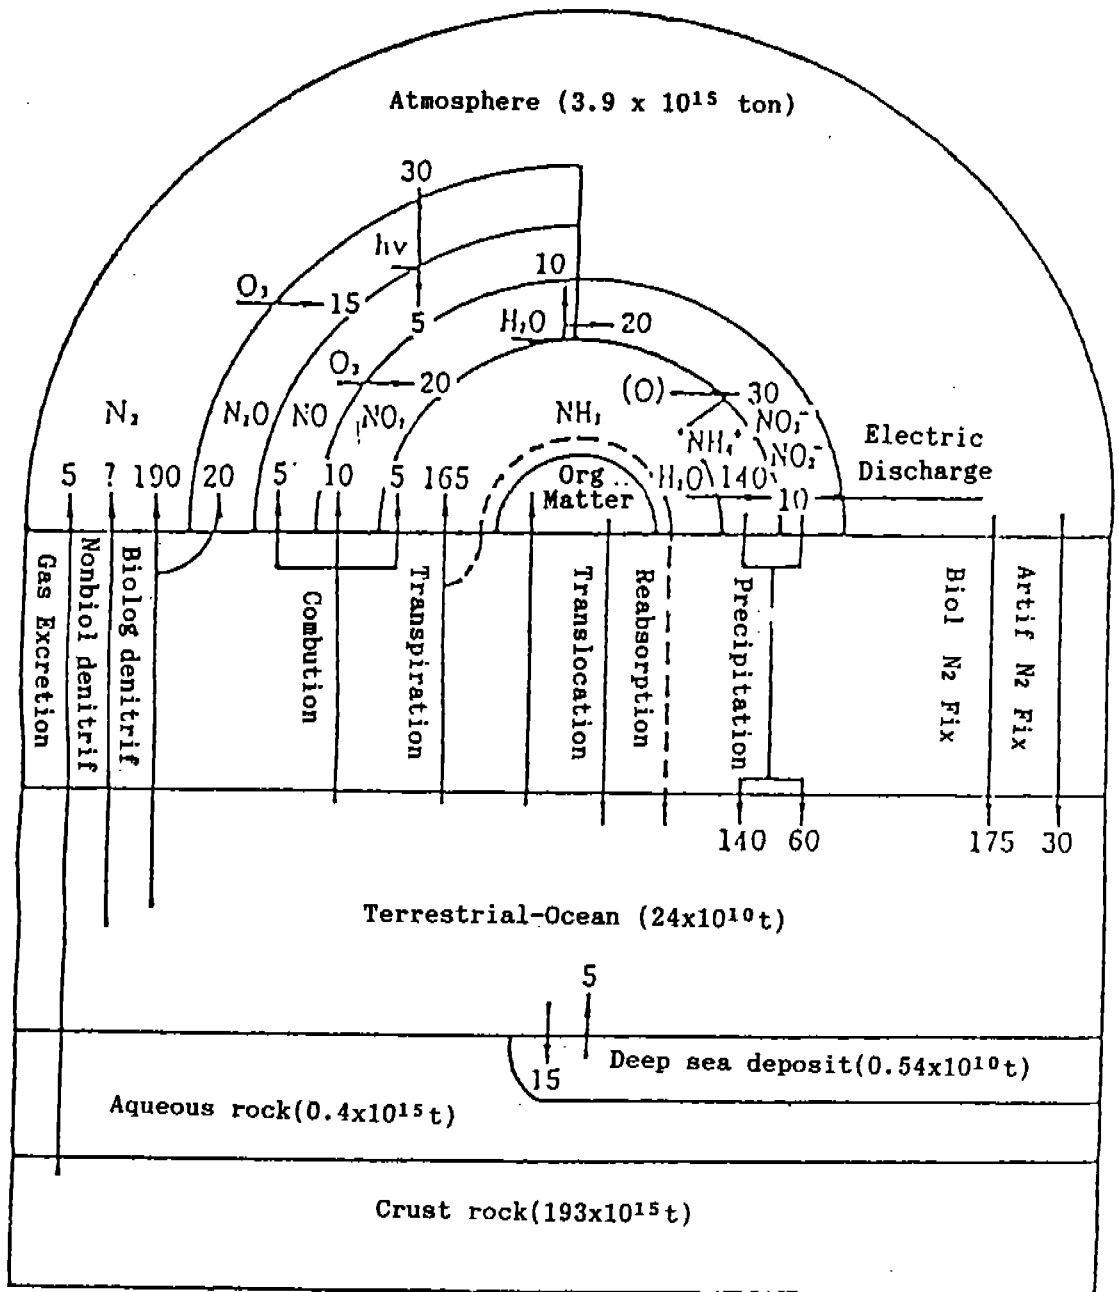 Atmosphere (3.9 x 10¹⁵ ton)
30
hν
10
O₃
15
5
H₂O
20
O₃
20
(O)
30
N₂
N₂O
NO
NO₂
NH₃
NH₄⁺
NO₃⁻
NO₂⁻
Electric
Discharge
5
?
190
20
5
10
5
165
Org
Matter
H₂O
140
10
Gas Excretion
Nonbiol denitrif
Biolog denitrif
Combution
Transpiration
Translocation
Reabsorption
Precipitation
Biol N₂ Fix
Artif N₂ Fix
140
60
175
30
Terrestrial-Ocean (24x10¹⁰t)
5
15
Deep sea deposit(0.54x10¹⁰t)
Aqueous rock(0.4x10¹⁵t)
Crust rock(193x10¹⁵t)